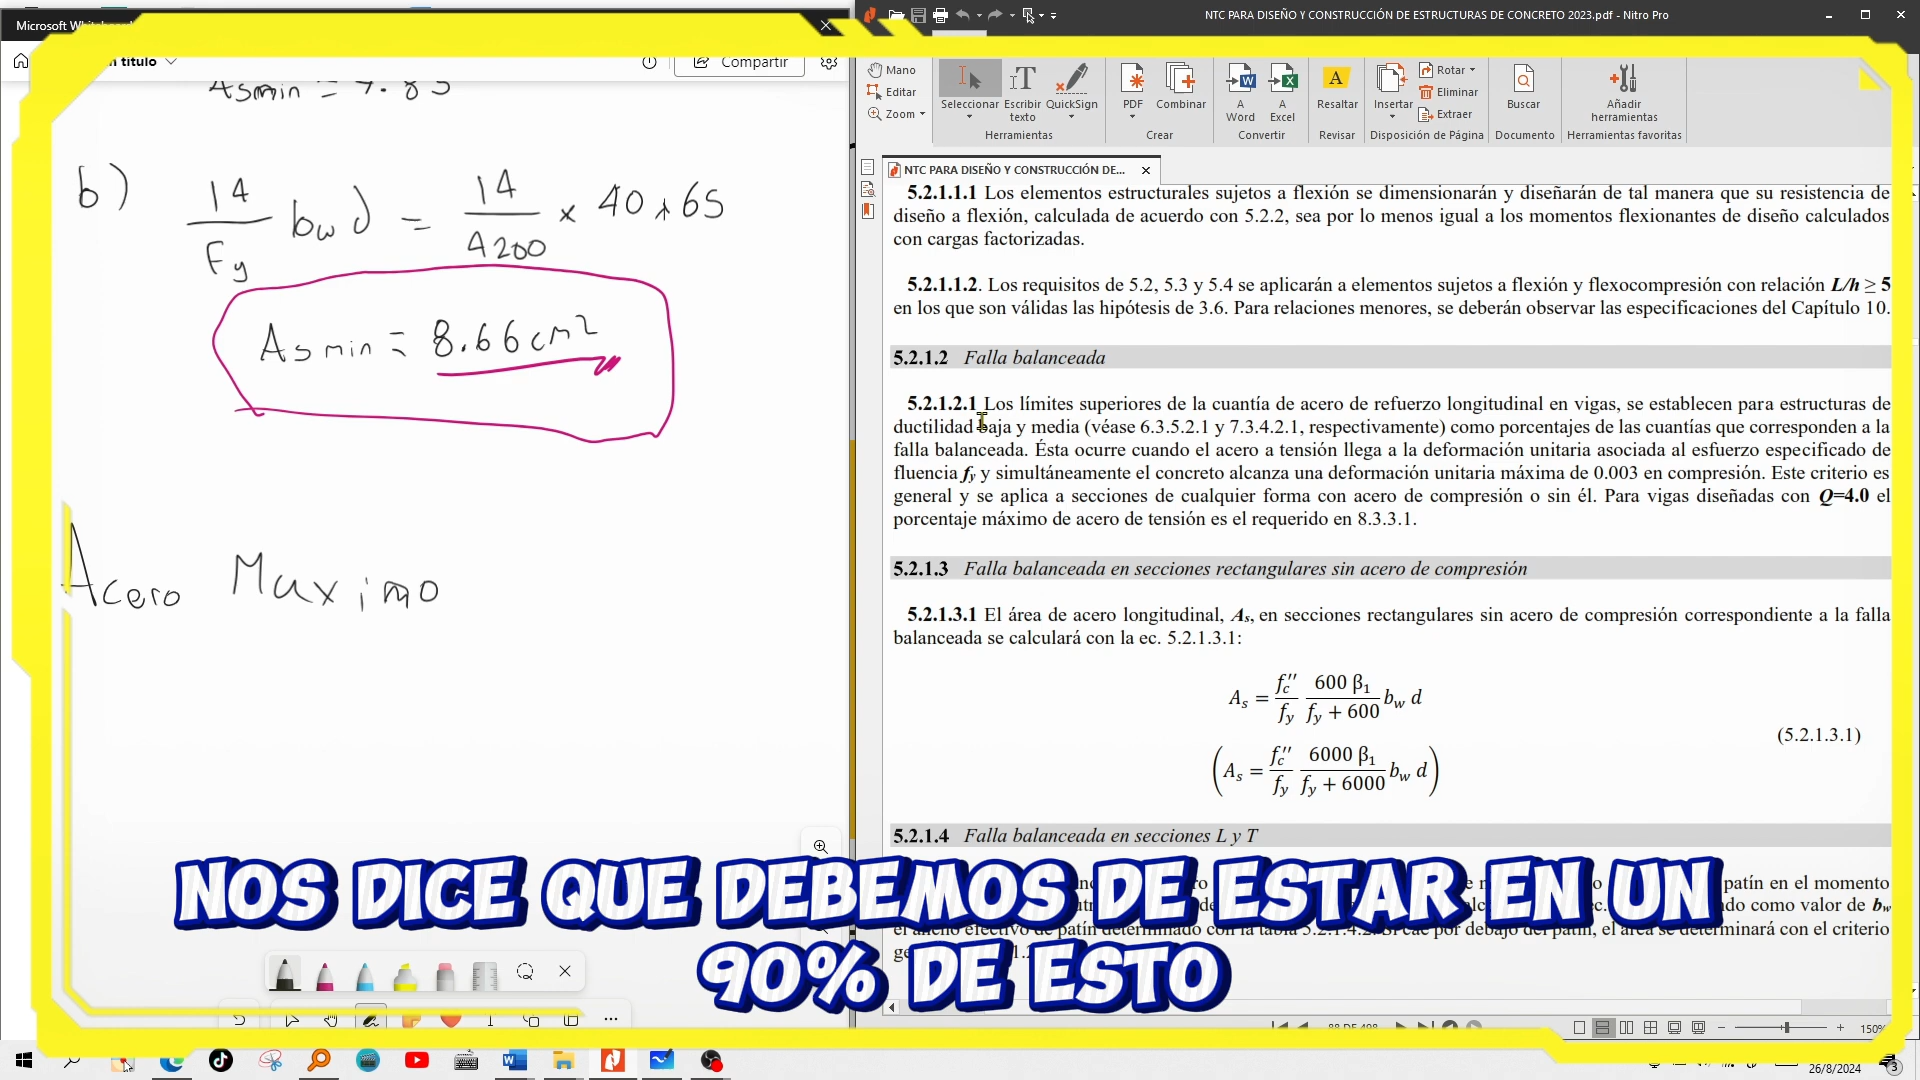 Microsoft Whiteboard
NTC PARA DISEÑO Y CONSTRUCCIÓN DE ESTRUCTURAS DE CONCRETO 2023.pdf - Nitro Pro
n titulo
Compartir
Mano
Editar
Zoom
Seleccionar
Escribir texto
QuickSign
Herramientas
PDF
Combinar
Crear
A Word
A Excel
Convertir
Resaltar
Revisar
Insertar
Rotar
Eliminar
Extraer
Disposición de Página
Buscar
Documento
Añadir herramientas
Herramientas favoritas
NTC PARA DISEÑO Y CONSTRUCCIÓN DE...
b) 14/Fy bw d = 14/4200 x 40 x 65
As min = 8.66 cm2
Acero Maximo
5.2.1.1.1 Los elementos estructurales sujetos a flexión se dimensionarán y diseñarán de tal manera que su resistencia de
diseño a flexión, calculada de acuerdo con 5.2.2, sea por lo menos igual a los momentos flexionantes de diseño calculados
con cargas factorizadas.
5.2.1.1.2. Los requisitos de 5.2, 5.3 y 5.4 se aplicarán a elementos sujetos a flexión y flexocompresión con relación L/h ≥ 5
en los que son válidas las hipótesis de 3.6. Para relaciones menores, se deberán observar las especificaciones del Capítulo 10.
5.2.1.2 Falla balanceada
5.2.1.2.1 Los límites superiores de la cuantía de acero de refuerzo longitudinal en vigas, se establecen para estructuras de
ductilidad baja y media (véase 6.3.5.2.1 y 7.3.4.2.1, respectivamente) como porcentajes de las cuantías que corresponden a la
falla balanceada. Ésta ocurre cuando el acero a tensión llega a la deformación unitaria asociada al esfuerzo especificado de
fluencia fy y simultáneamente el concreto alcanza una deformación unitaria máxima de 0.003 en compresión. Este criterio es
general y se aplica a secciones de cualquier forma con acero de compresión o sin él. Para vigas diseñadas con Q=4.0 el
porcentaje máximo de acero de tensión es el requerido en 8.3.3.1.
5.2.1.3 Falla balanceada en secciones rectangulares sin acero de compresión
5.2.1.3.1 El área de acero longitudinal, As, en secciones rectangulares sin acero de compresión correspondiente a la falla
balanceada se calculará con la ec. 5.2.1.3.1:
As = fc''/fy 600 β1/fy + 600 bw d
(5.2.1.3.1)
(As = fc''/fy 6000 β1/fy + 6000 bw d)
5.2.1.4 Falla balanceada en secciones L y T
patín en el momento
como valor de bw
el área se determinará con el criterio
NOS DICE QUE DEBEMOS DE ESTAR EN UN
90% DE ESTO
150%
26/8/2024
3